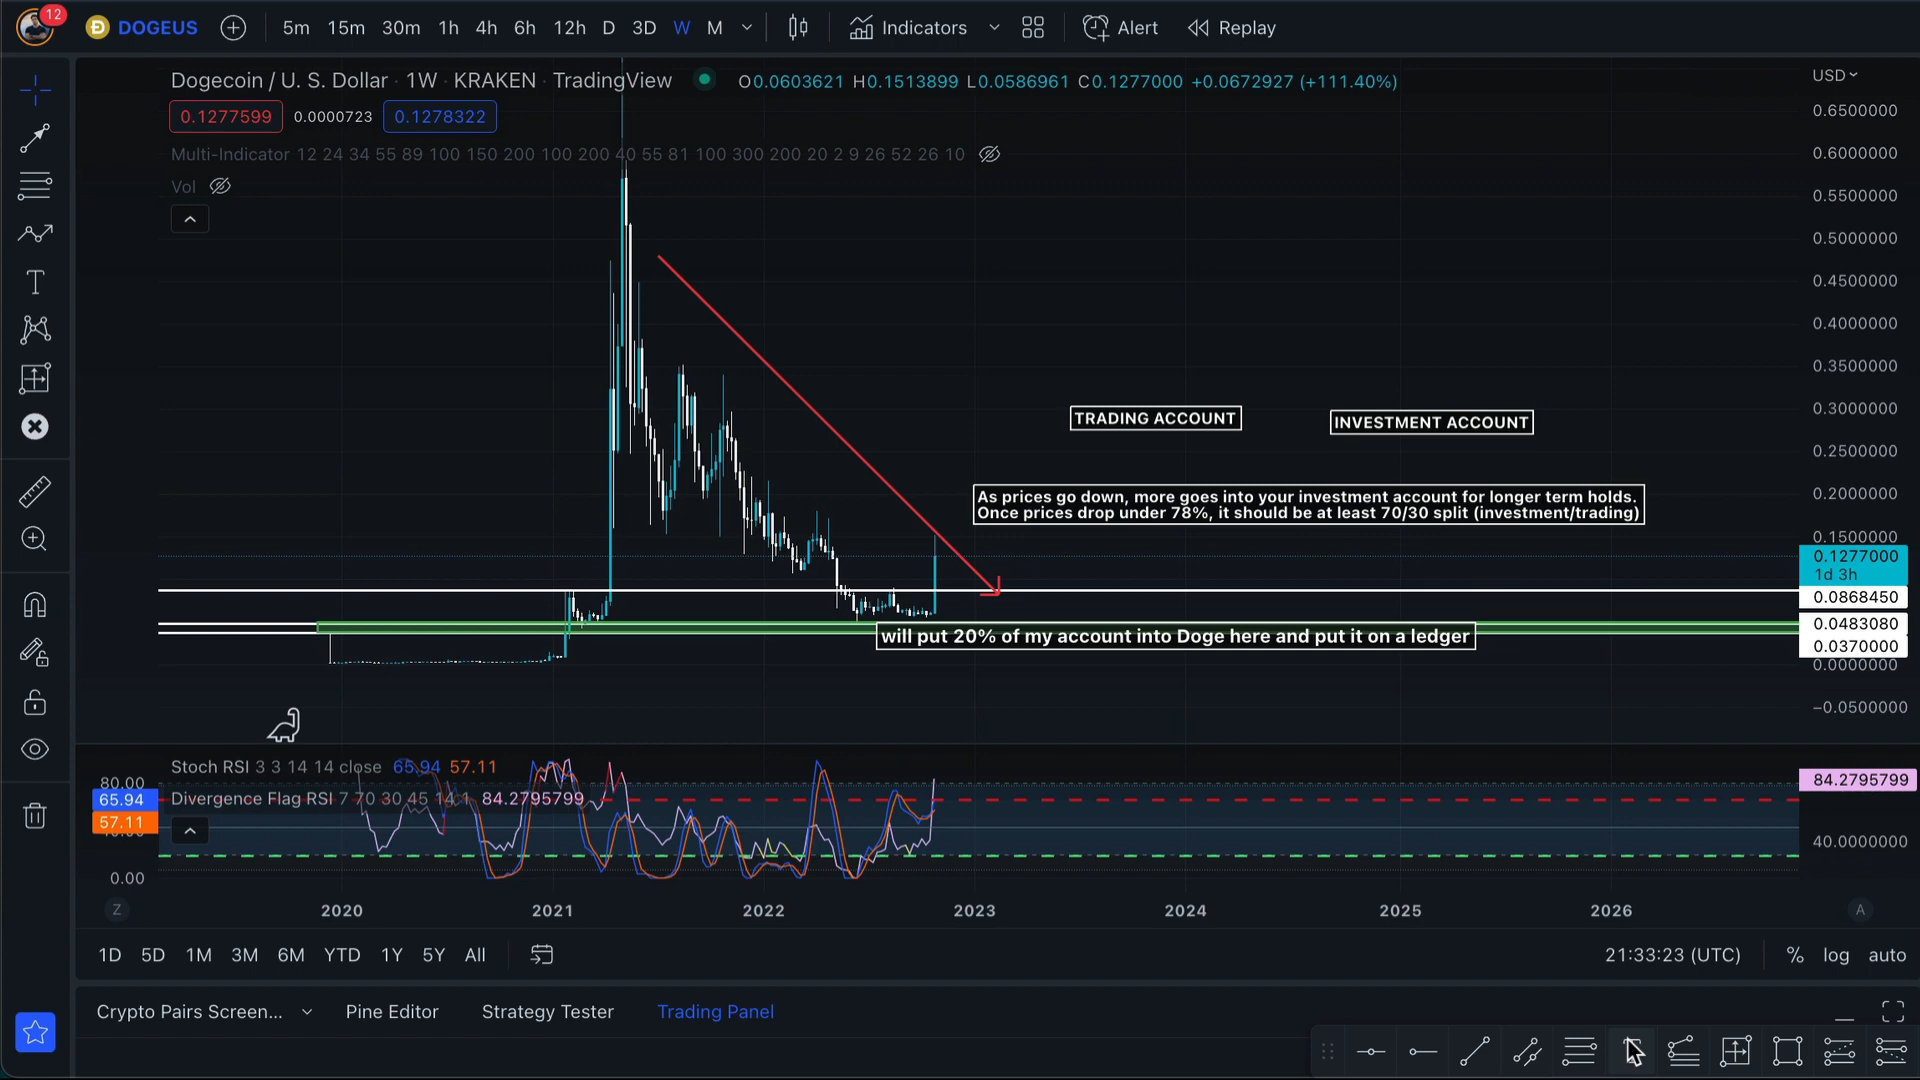 12
DOGEUS
5m 15m 30m 1h 4h 6h 12h D 3D W M
Indicators
Alert
Replay
Dogecoin / U. S. Dollar · 1W · KRAKEN · TradingView
O0.0603621 H0.1513899 L0.0586961 C0.1277000 +0.0672927 (+111.40%)
USD
0.1277599
0.0000723
0.1278322
Multi-Indicator 12 24 34 55 89 100 150 200 100 200 40 55 81 100 300 200 20 2 9 26 52 26 10
Vol
0.6500000
0.6000000
0.5500000
0.5000000
0.4500000
0.4000000
0.3500000
0.3000000
0.2500000
0.2000000
0.1500000
0.1277000
1d 3h
0.0868450
0.0483080
0.0370000
0.0000000
−0.0500000
TRADING ACCOUNT
INVESTMENT ACCOUNT
As prices go down, more goes into your investment account for longer term holds.
Once prices drop under 78%, it should be at least 70/30 split (investment/trading)
will put 20% of my account into Doge here and put it on a ledger
Stoch RSI 3 3 14 14 close 65.94 57.11
Divergence Flag RSI 7 70 30 45 14 1 84.2795799
80.00
65.94
57.11
0.00
84.2795799
40.0000000
Z
2020 2021 2022 2023 2024 2025 2026
A
1D 5D 1M 3M 6M YTD 1Y 5Y All
21:33:23 (UTC)
% log auto
Crypto Pairs Screen...
Pine Editor
Strategy Tester
Trading Panel